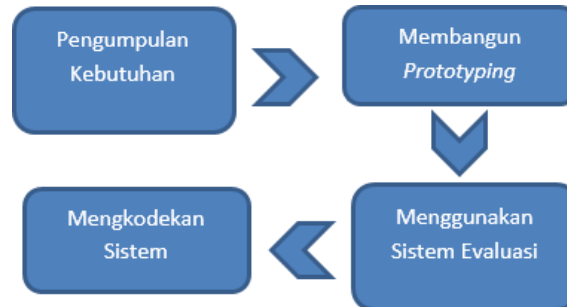 Pengumpulan
Kebutuhan
Membangun
Prototyping
Menggunakan
Sistem Evaluasi
Mengkodekan
Sistem